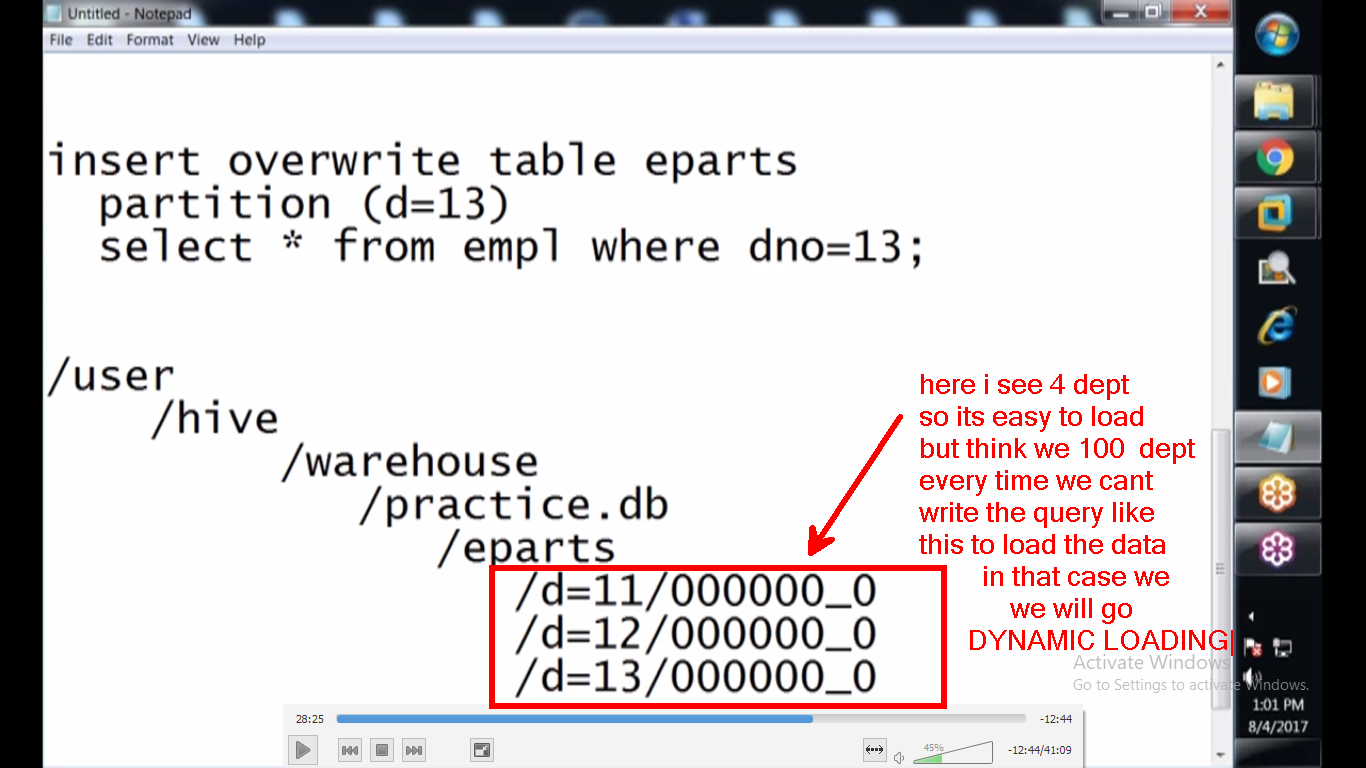 Untitled - Notepad
File Edit Format View Help
insert overwrite table eparts
partition (d=13)
select * from empl where dno=13;
/user
/hive
/warehouse
/practice.db
/eparts
/d=11/000000_0
/d=12/000000_0
/d=13/000000_0
here i see 4 dept
so its easy to load
but think we 100 dept
every time we cant
write the query like
this to load the data
in that case we
we will go
DYNAMIC LOADING
Activate Windows
Go to Settings to activate Windows.
1:01 PM
8/4/2017
28:25
-12:44
45%
-12:44/41:09